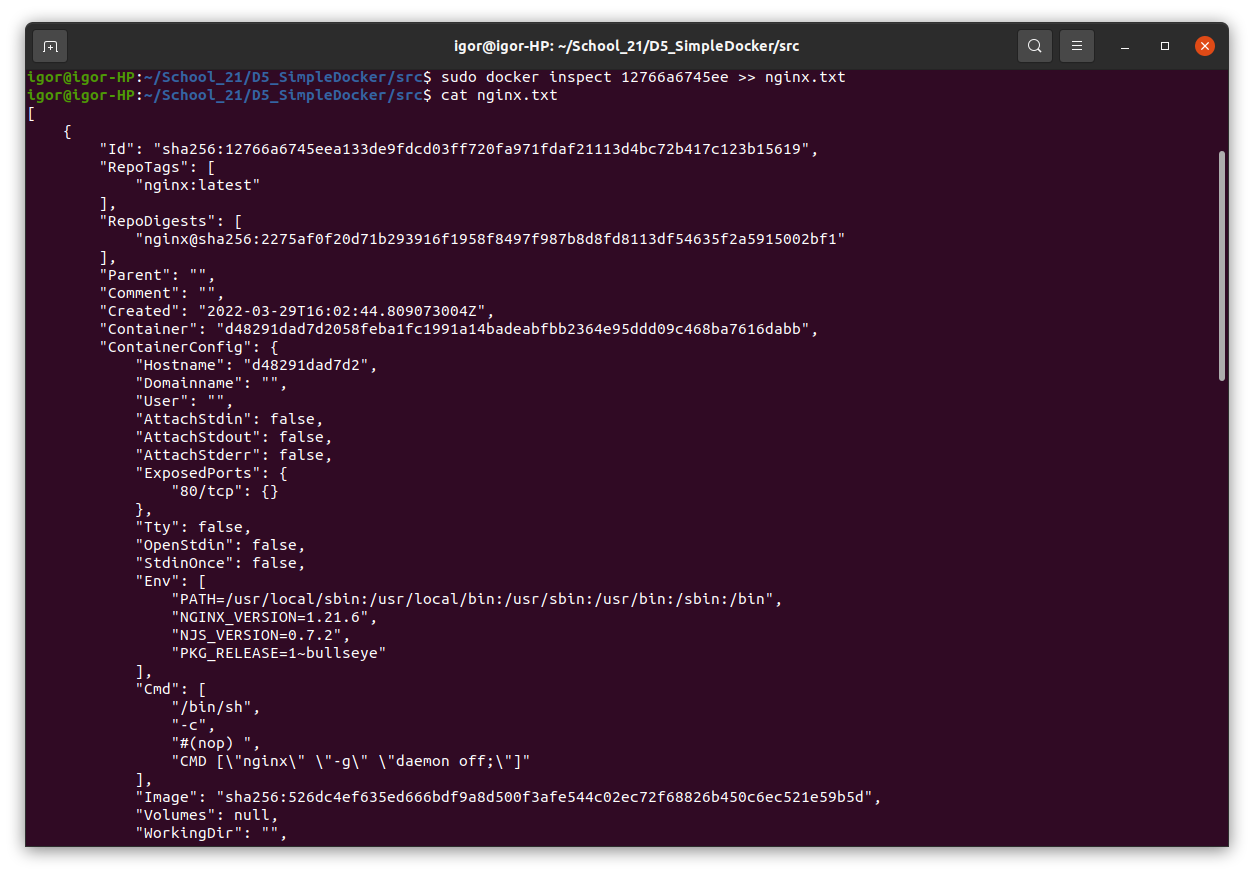 igor@igor-HP: ~/School_21/D5_SimpleDocker/src
igor@igor-HP:~/School_21/D5_SimpleDocker/src$ sudo docker inspect 12766a6745ee >> nginx.txt
igor@igor-HP:~/School_21/D5_SimpleDocker/src$ cat nginx.txt
[
    {
        "Id": "sha256:12766a6745eea133de9fdcd03ff720fa971fdaf21113d4bc72b417c123b15619",
        "RepoTags": [
            "nginx:latest"
        ],
        "RepoDigests": [
            "nginx@sha256:2275af0f20d71b293916f1958f8497f987b8d8fd8113df54635f2a5915002bf1"
        ],
        "Parent": "",
        "Comment": "",
        "Created": "2022-03-29T16:02:44.809073004Z",
        "Container": "d48291dad7d2058feba1fc1991a14badeabfbb2364e95ddd09c468ba7616dabb",
        "ContainerConfig": {
            "Hostname": "d48291dad7d2",
            "Domainname": "",
            "User": "",
            "AttachStdin": false,
            "AttachStdout": false,
            "AttachStderr": false,
            "ExposedPorts": {
                "80/tcp": {}
            },
            "Tty": false,
            "OpenStdin": false,
            "StdinOnce": false,
            "Env": [
                "PATH=/usr/local/sbin:/usr/local/bin:/usr/sbin:/usr/bin:/sbin:/bin",
                "NGINX_VERSION=1.21.6",
                "NJS_VERSION=0.7.2",
                "PKG_RELEASE=1~bullseye"
            ],
            "Cmd": [
                "/bin/sh",
                "-c",
                "#(nop) ",
                "CMD [\"nginx\" \"-g\" \"daemon off;\"]"
            ],
            "Image": "sha256:526dc4ef635ed666bdf9a8d500f3afe544c02ec72f68826b450c6ec521e59b5d",
            "Volumes": null,
            "WorkingDir": "",